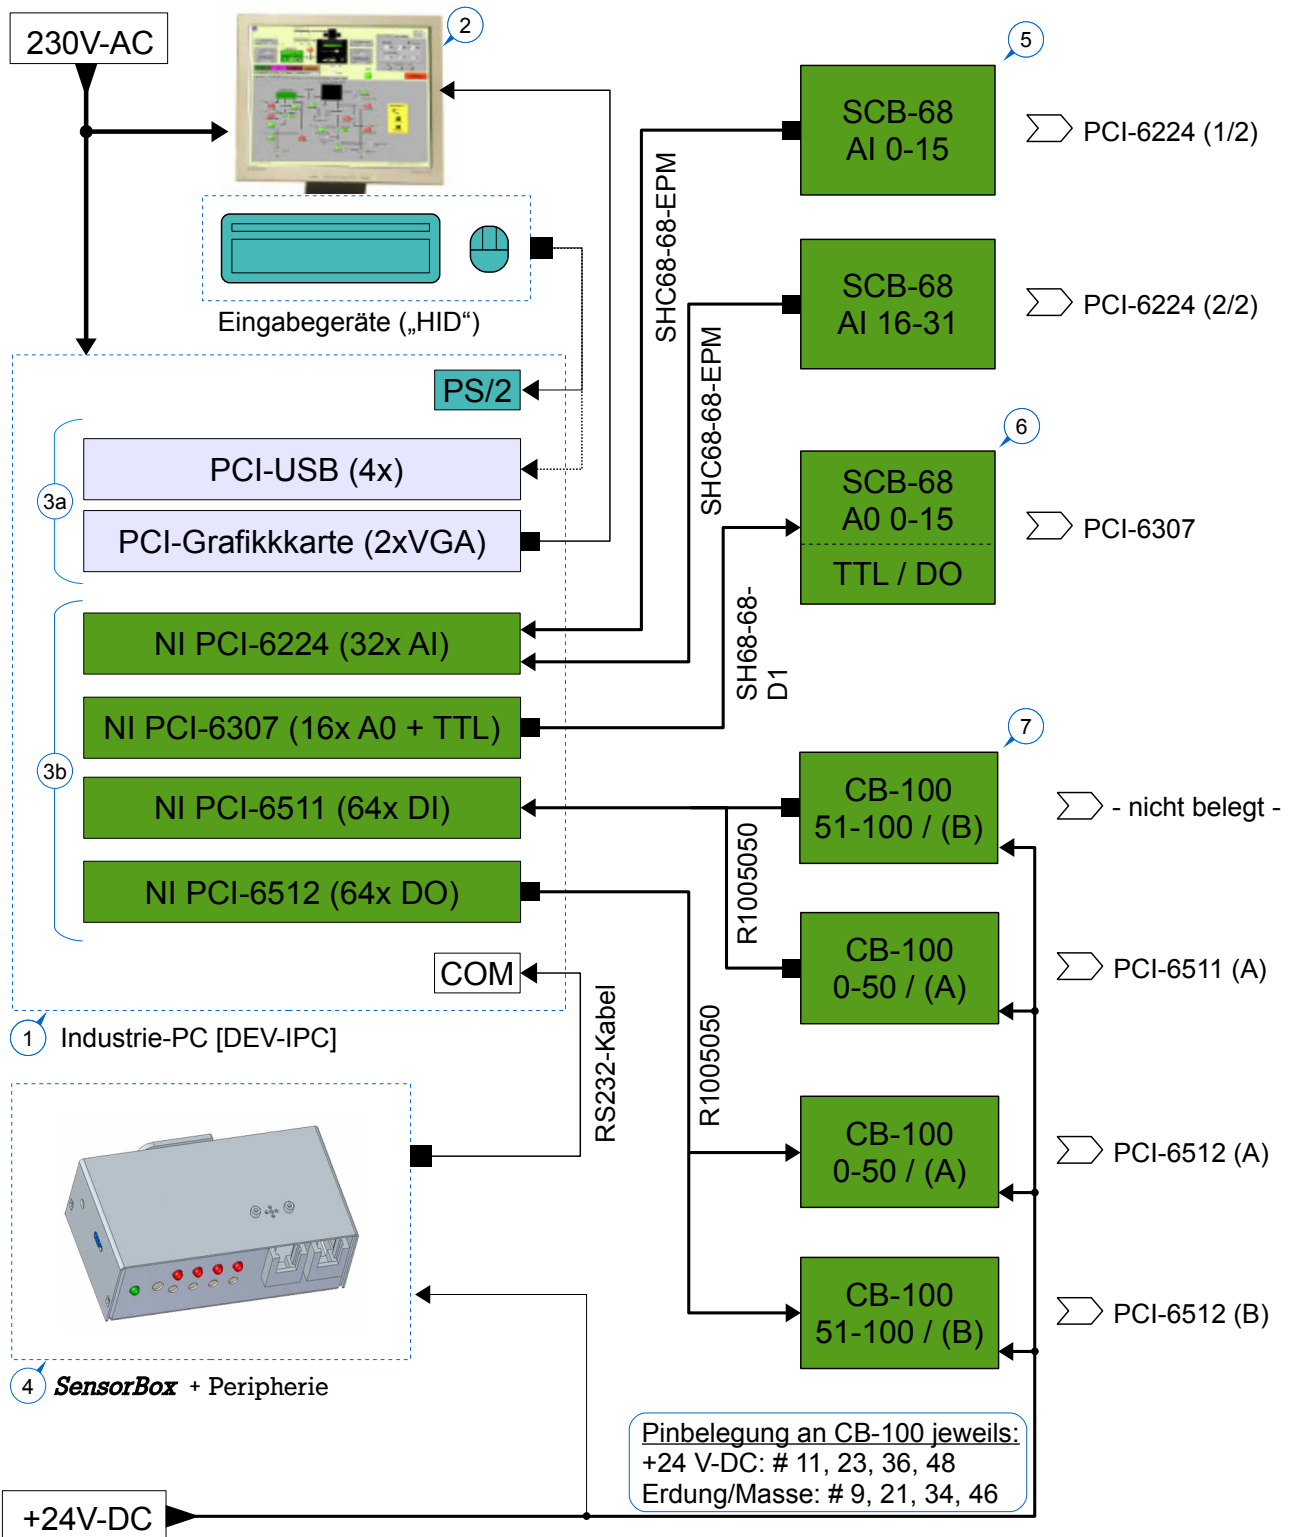 230V-AC
2
5
SCB-68
AI 0-15
PCI-6224 (1/2)
SHC68-68-EPM
SCB-68
AI 16-31
PCI-6224 (2/2)
Eingabegeräte („HID“)
SHC68-68-EPM
PS/2
3a
PCI-USB (4x)
PCI-Grafikkkarte (2xVGA)
6
SCB-68
A0 0-15
TTL / DO
PCI-6307
3b
NI PCI-6224 (32x AI)
NI PCI-6307 (16x A0 + TTL)
NI PCI-6511 (64x DI)
NI PCI-6512 (64x DO)
SH68-68-
D1
7
CB-100
51-100 / (B)
- nicht belegt -
R1005050
CB-100
0-50 / (A)
PCI-6511 (A)
COM
1
Industrie-PC [DEV-IPC]
RS232-Kabel
R1005050
CB-100
0-50 / (A)
PCI-6512 (A)
CB-100
51-100 / (B)
PCI-6512 (B)
4
SensorBox + Peripherie
Pinbelegung an CB-100 jeweils:
+24 V-DC: # 11, 23, 36, 48
Erdung/Masse: # 9, 21, 34, 46
+24V-DC